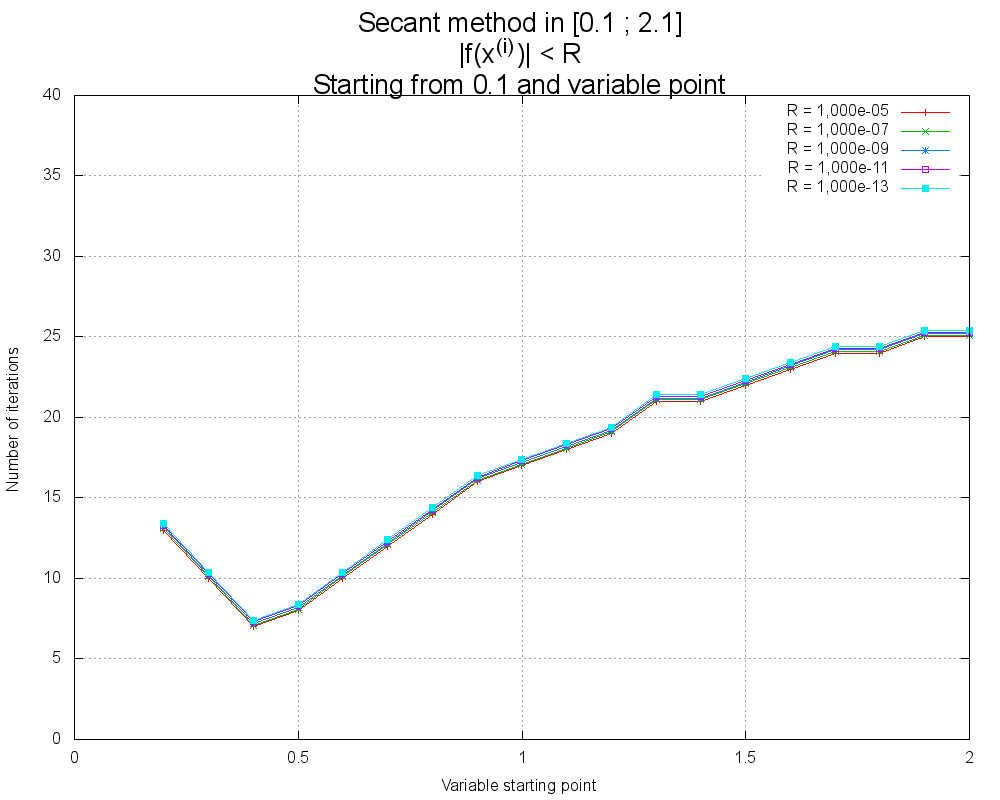 Secant method in [0.1 ; 2.1]
|f(x^(i))| < R
Starting from 0.1 and variable point
40
35
30
25
20
15
10
5
0
R = 1,000e-05
R = 1,000e-07
R = 1,000e-09
R = 1,000e-11
R = 1,000e-13
Number of iterations
0 0.5 1 1.5 2
Variable starting point